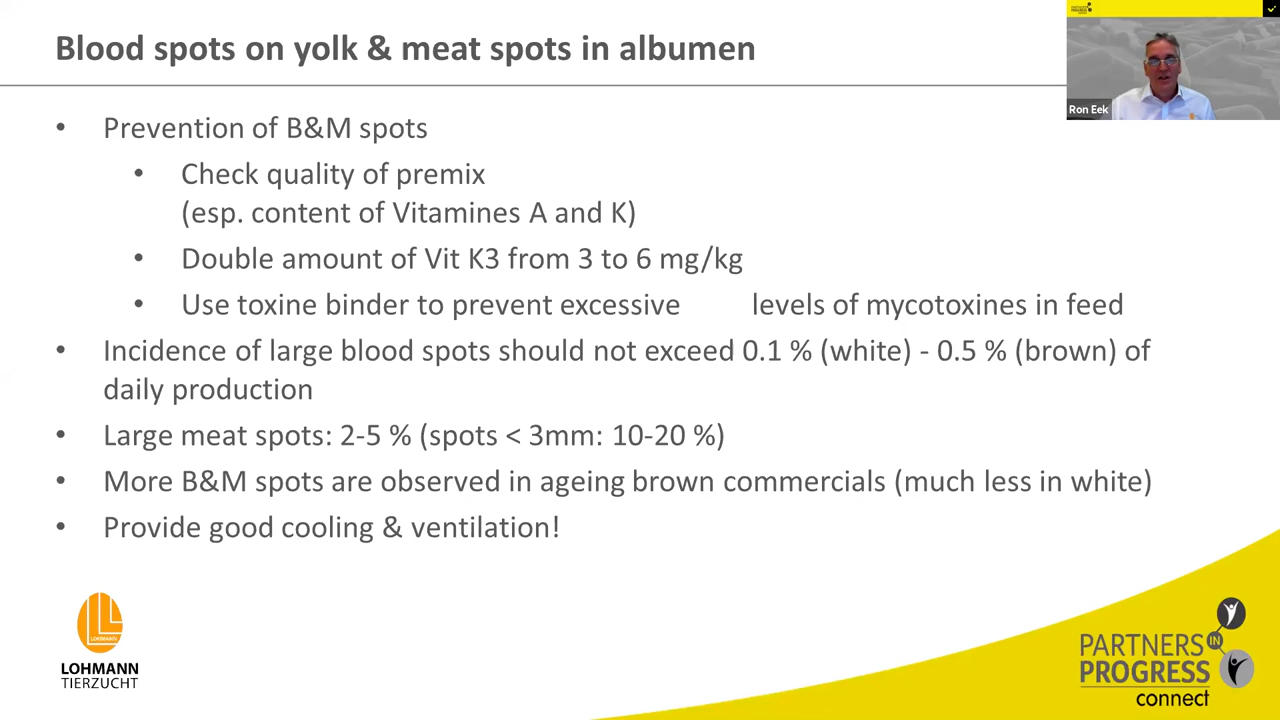 Blood spots on yolk & meat spots in albumen
PARTNERS IN
PROGRESS
Ron Eek
• Prevention of B&M spots
• Check quality of premix
(esp. content of Vitamines A and K)
• Double amount of Vit K3 from 3 to 6 mg/kg
• Use toxine binder to prevent excessive levels of mycotoxines in feed
• Incidence of large blood spots should not exceed 0.1 % (white) - 0.5 % (brown) of
daily production
• Large meat spots: 2-5 % (spots < 3mm: 10-20 %)
• More B&M spots are observed in ageing brown commercials (much less in white)
• Provide good cooling & ventilation!
LOHMANN
LOHMANN
TIERZUCHT
PARTNERS IN
PROGRESS
connect